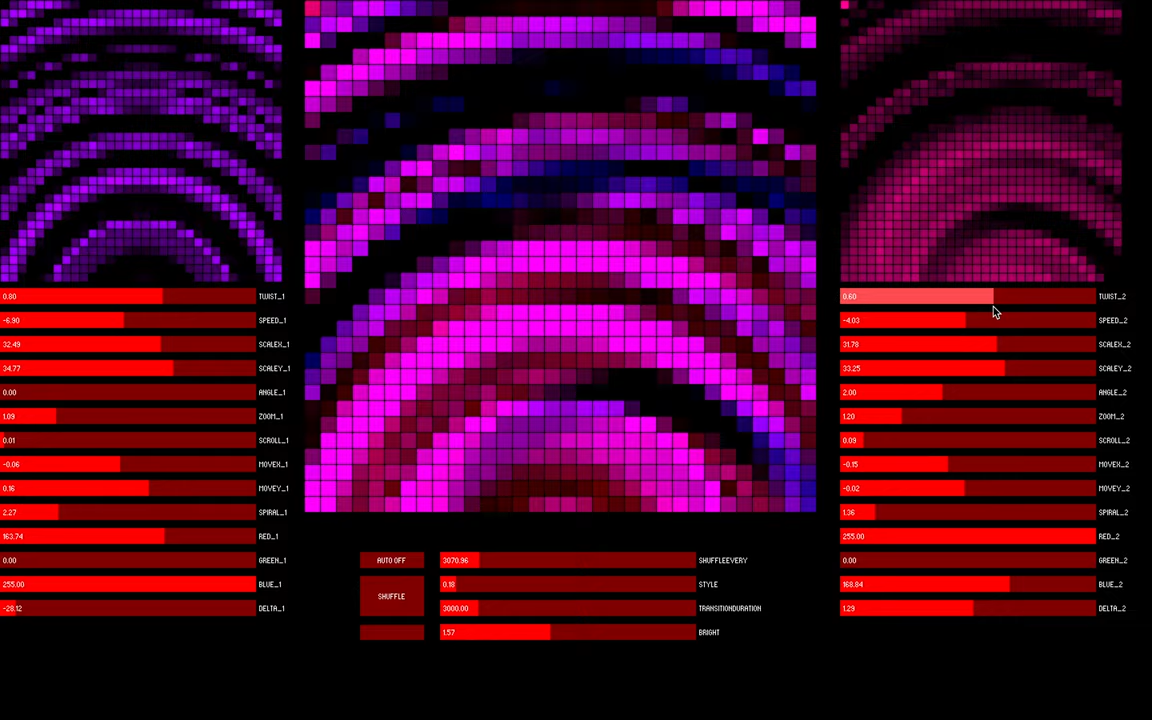 0.80 TWIST_1
-6.90 SPEED_1
32.49 SCALEX_1
34.77 SCALEY_1
0.00 ANGLE_1
1.09 ZOOM_1
0.01 SCROLL_1
-0.06 MOVEX_1
0.16 MOVEY_1
2.27 SPIRAL_1
163.74 RED_1
0.00 GREEN_1
255.00 BLUE_1
-28.12 DELTA_1
AUTO OFF
SHUFFLE
3070.96 SHUFFLEVERY
0.18 STYLE
3000.00 TRANSITIONDURATION
1.57 BRIGHT
0.60 TWIST_2
-4.03 SPEED_2
31.78 SCALEX_2
33.25 SCALEY_2
2.00 ANGLE_2
1.20 ZOOM_2
0.09 SCROLL_2
-0.15 MOVEX_2
-0.02 MOVEY_2
1.36 SPIRAL_2
255.00 RED_2
0.00 GREEN_2
168.84 BLUE_2
1.29 DELTA_2